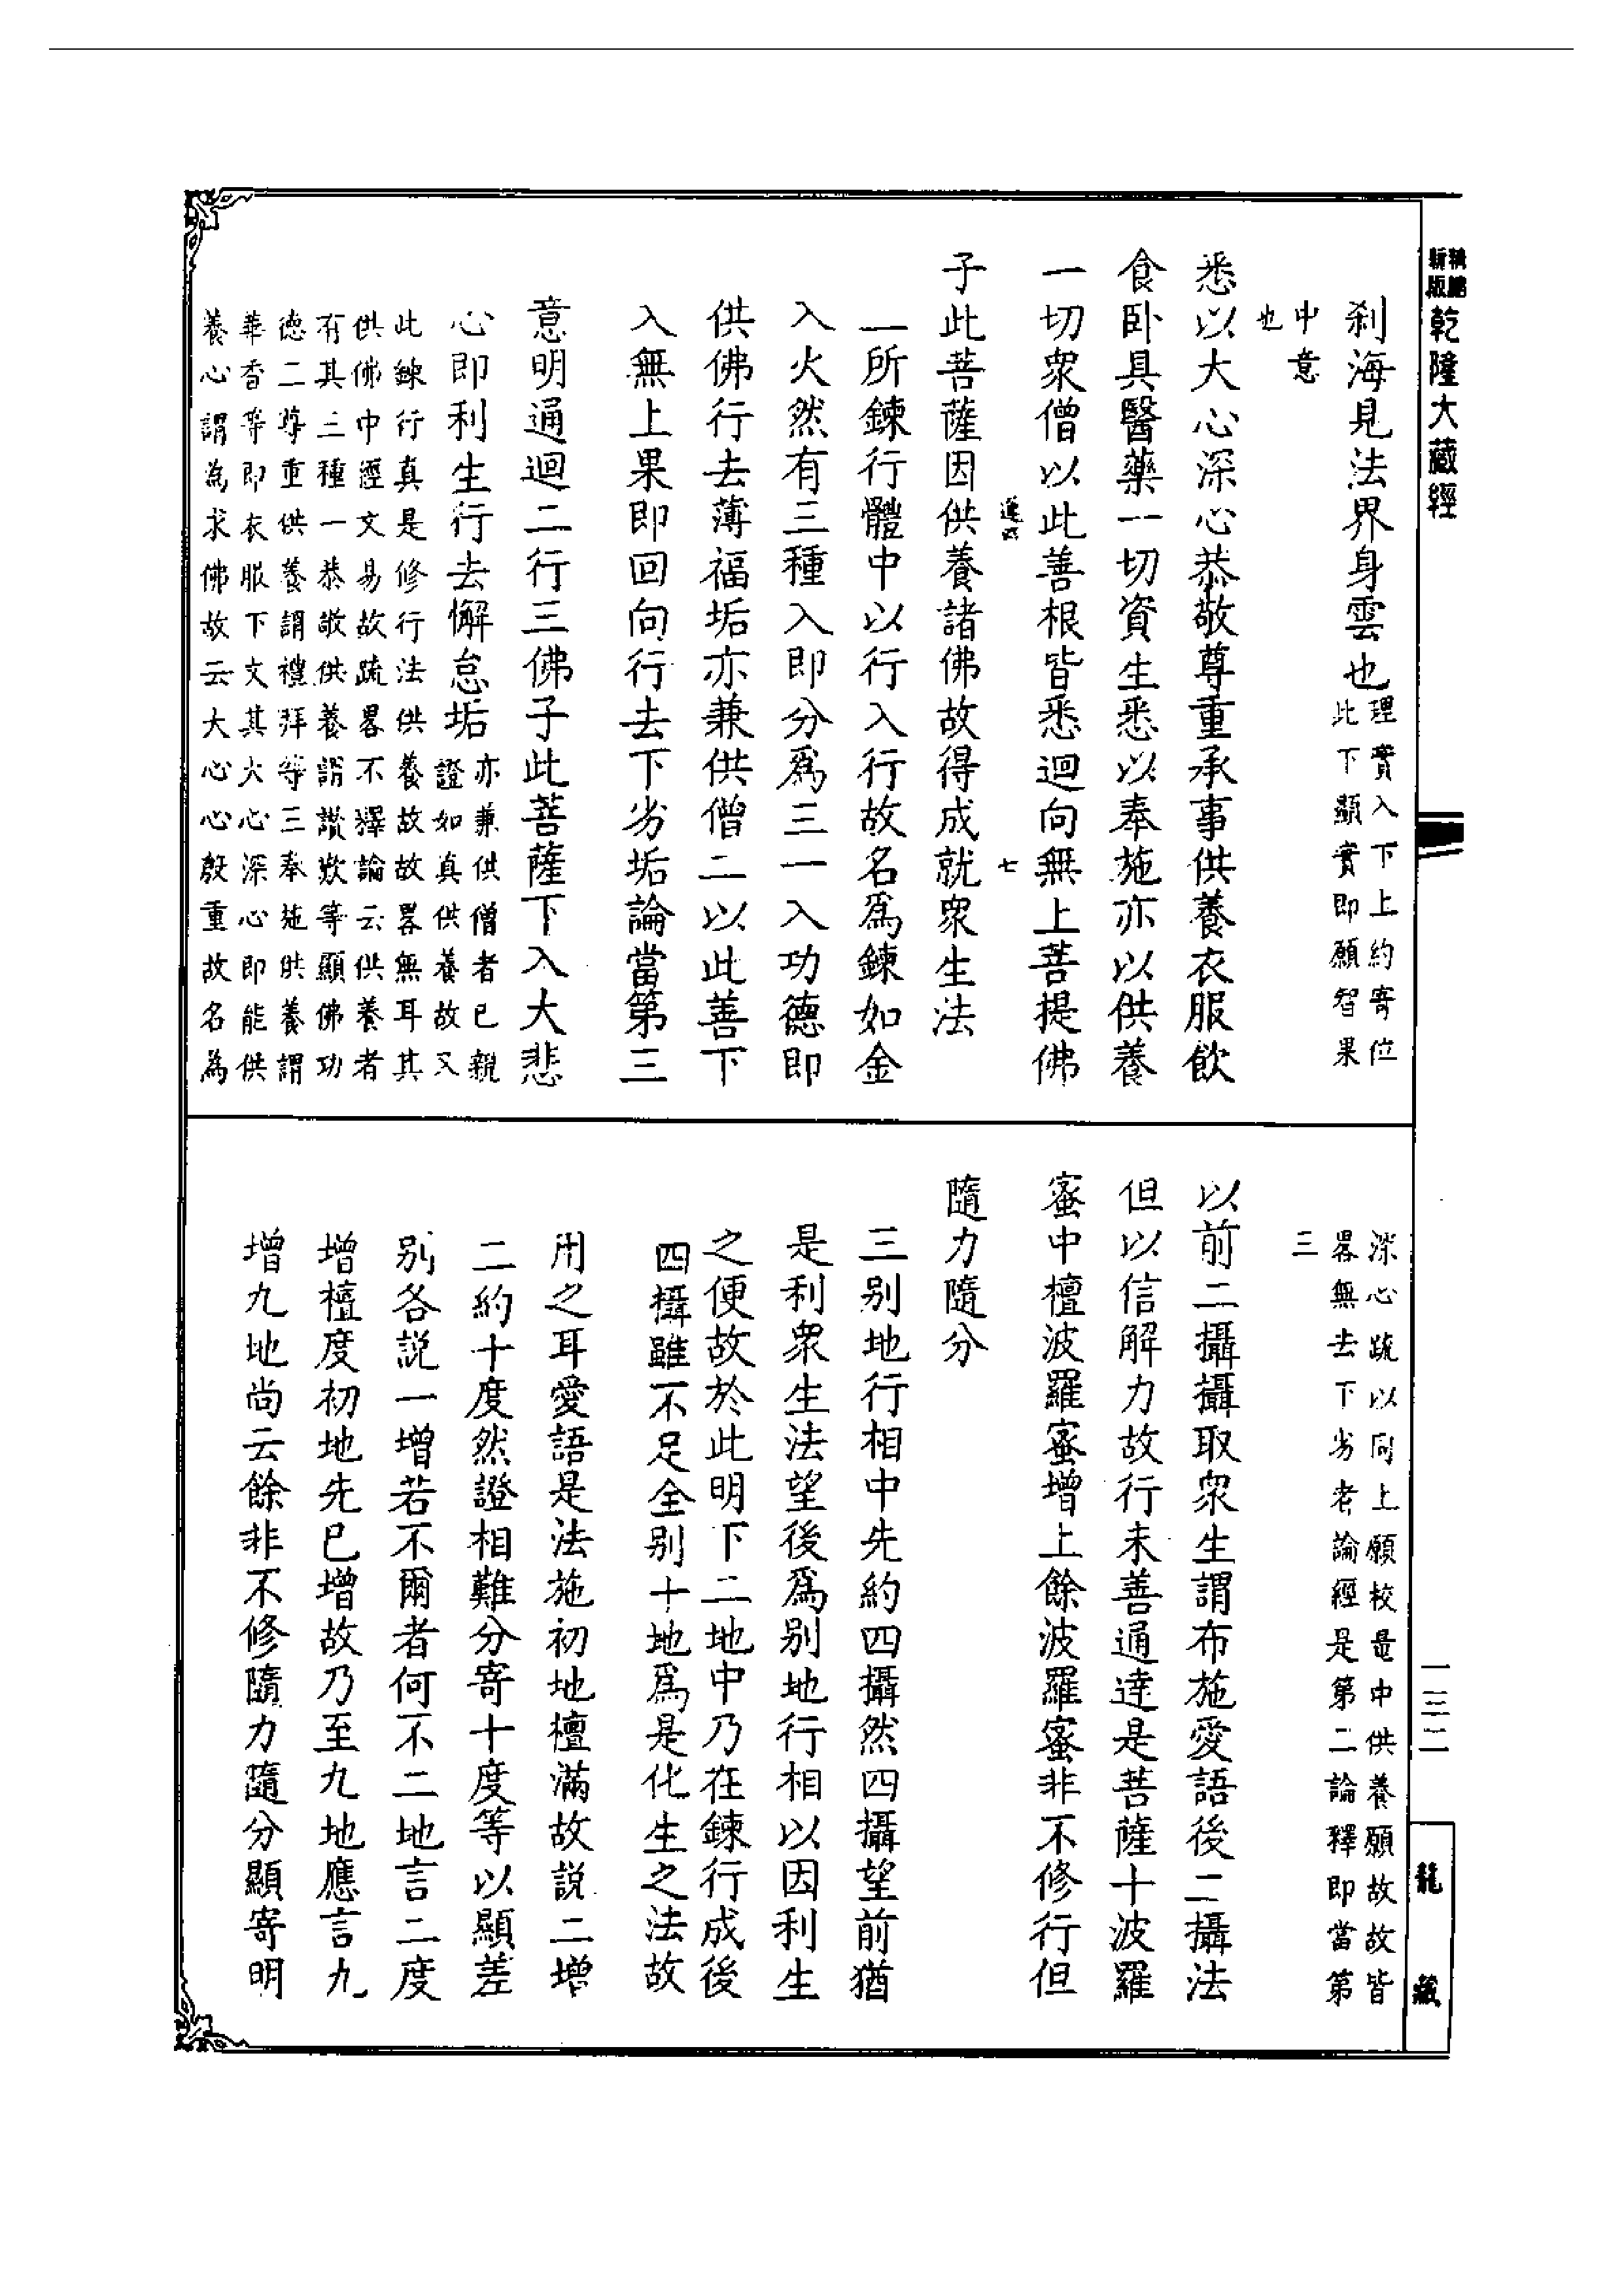 乾隆大藏經
刹海見法界身雲也
理實入下上約寄位
此下顯實即願智果
中意
也
悉以大心深心恭敬尊重承事供養衣服飲
食卧具醫藥一切資生悉以奉施亦以供養
一切衆僧以此善根皆悉迴向無上菩提佛
七
子此菩薩因供養諸佛故得成就衆生法
一所鍊行體中以行入行故名爲鍊如金
入火然有三種入即分爲三一入功德即
供佛行去薄福垢亦兼供僧二以此善下
入無上果即回向行去下劣垢論當第三
意明通迴二行三佛子此菩薩下入大悲
心即利生行去懈怠垢
亦兼供僧者已親
證如真供養故又
此鍊行真是修行法供養故故畧無耳其
供佛中經文易故疏畧不釋論云供養者
有其三種一恭敬供養謂讚歎等顯佛功
德二尊重供養謂禮拜等三奉施供養謂
華香等即衣服下文其大心深心即能供
養心謂為求佛故云大心心殷重故名為
一三二
龍藏
深心疏以向上願校量中供養願故故皆
畧無去下劣者論經是第二論釋即當第
三
以前二攝攝取衆生謂布施愛語後二攝法
但以信解力故行未善通達是菩薩十波羅
蜜中檀波羅蜜增上餘波羅蜜非不修行但
隨力隨分
三别地行相中先約四攝然四攝望前猶
是利衆生法望後爲别地行相以因利生
之便故於此明下二地中乃在鍊行成後
四攝雖不足全别十地爲是化生之法故
用之耳愛語是法施初地檀滿故説二增
二約十度然證相難分寄十度等以顯差
别各説一增若不爾者何不二地言二度
增檀度初地先已增故乃至九地應言九
增九地尚云餘非不修隨力隨分顯寄明